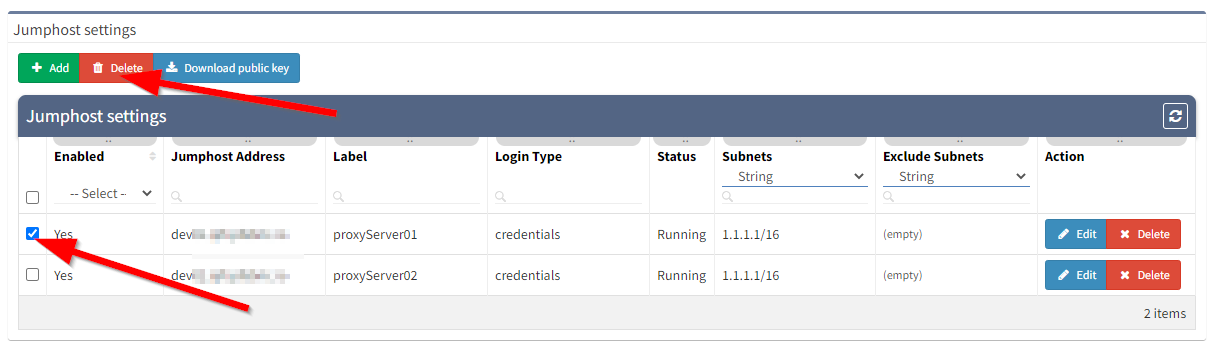 Jumphost settings
Add Delete Download public key
Jumphost settings
Enabled Jumphost Address Label Login Type Status Subnets Exclude Subnets Action
String String
-- Select -
Yes dev proxyServer01 credentials Running 1.1.1.1/16 (empty) Edit Delete
Yes dev proxyServer02 credentials Running 1.1.1.1/16 (empty) Edit Delete
2 items